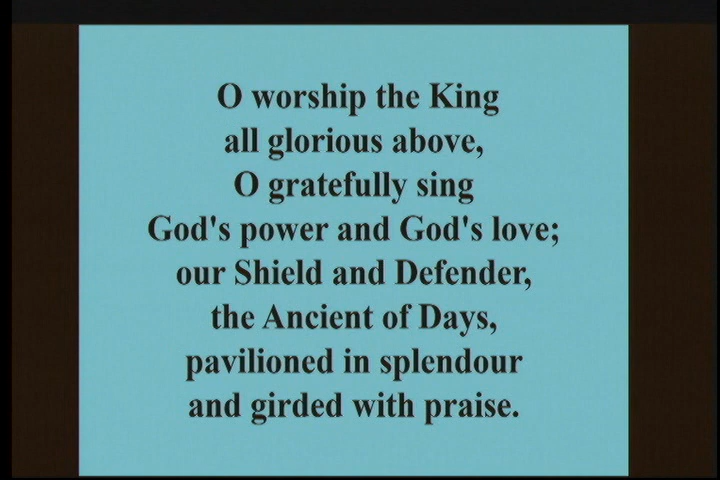 O worship the King
all glorious above,
O gratefully sing
God's power and God's love;
our Shield and Defender,
the Ancient of Days,
pavilioned in splendour
and girded with praise.